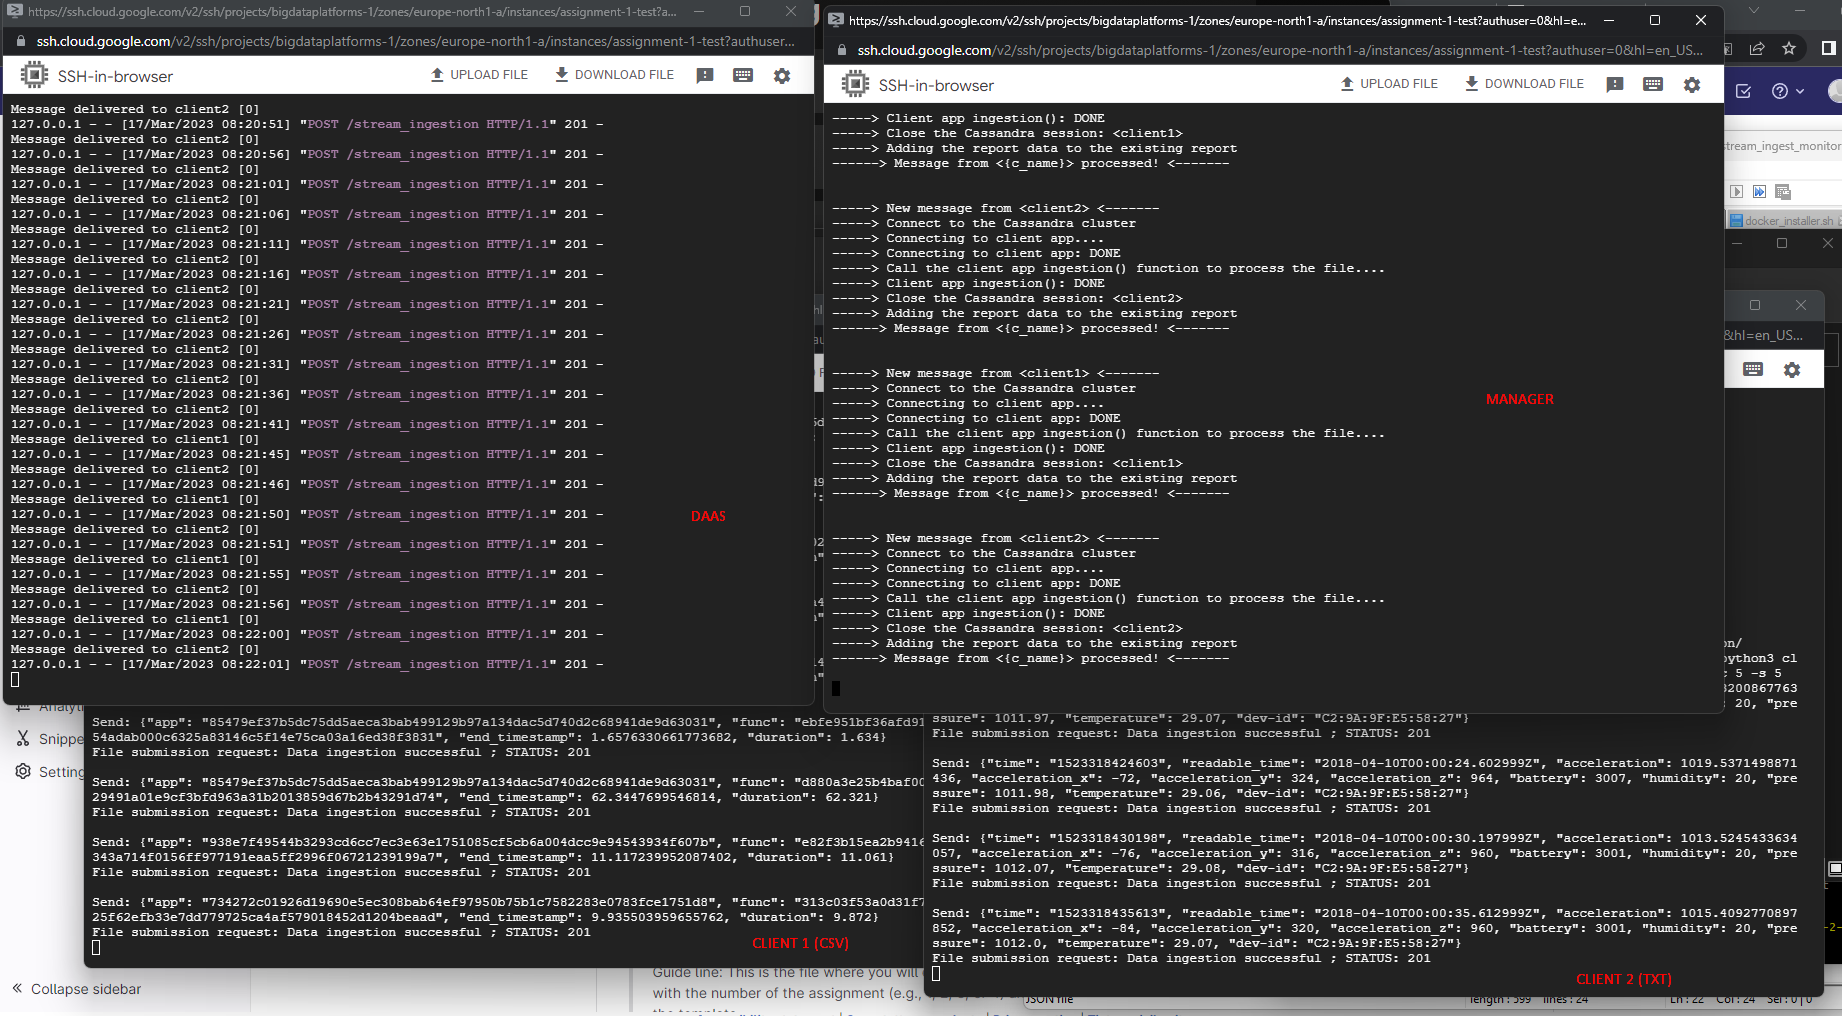 https://ssh.cloud.google.com/v2/ssh/projects/bigdataplatforms-1/zones/europe-north1-a/instances/assignment-1-test?a...
ssh.cloud.google.com/v2/ssh/projects/bigdataplatforms-1/zones/europe-north1-a/instances/assignment-1-test?authuser...
SSH-in-browser
UPLOAD FILE
DOWNLOAD FILE
Message delivered to client2 [0]
127.0.0.1 - - [17/Mar/2023 08:20:51] "POST /stream_ingestion HTTP/1.1" 201 -
Message delivered to client2 [0]
127.0.0.1 - - [17/Mar/2023 08:20:56] "POST /stream_ingestion HTTP/1.1" 201 -
Message delivered to client2 [0]
127.0.0.1 - - [17/Mar/2023 08:21:01] "POST /stream_ingestion HTTP/1.1" 201 -
Message delivered to client2 [0]
127.0.0.1 - - [17/Mar/2023 08:21:06] "POST /stream_ingestion HTTP/1.1" 201 -
Message delivered to client2 [0]
127.0.0.1 - - [17/Mar/2023 08:21:11] "POST /stream_ingestion HTTP/1.1" 201 -
Message delivered to client2 [0]
127.0.0.1 - - [17/Mar/2023 08:21:16] "POST /stream_ingestion HTTP/1.1" 201 -
Message delivered to client2 [0]
127.0.0.1 - - [17/Mar/2023 08:21:21] "POST /stream_ingestion HTTP/1.1" 201 -
Message delivered to client2 [0]
127.0.0.1 - - [17/Mar/2023 08:21:26] "POST /stream_ingestion HTTP/1.1" 201 -
Message delivered to client2 [0]
127.0.0.1 - - [17/Mar/2023 08:21:31] "POST /stream_ingestion HTTP/1.1" 201 -
Message delivered to client2 [0]
127.0.0.1 - - [17/Mar/2023 08:21:36] "POST /stream_ingestion HTTP/1.1" 201 -
Message delivered to client2 [0]
127.0.0.1 - - [17/Mar/2023 08:21:41] "POST /stream_ingestion HTTP/1.1" 201 -
Message delivered to client1 [0]
127.0.0.1 - - [17/Mar/2023 08:21:45] "POST /stream_ingestion HTTP/1.1" 201 -
Message delivered to client2 [0]
127.0.0.1 - - [17/Mar/2023 08:21:46] "POST /stream_ingestion HTTP/1.1" 201 -
Message delivered to client1 [0]
127.0.0.1 - - [17/Mar/2023 08:21:50] "POST /stream_ingestion HTTP/1.1" 201 -
Message delivered to client2 [0]
127.0.0.1 - - [17/Mar/2023 08:21:51] "POST /stream_ingestion HTTP/1.1" 201 -
Message delivered to client1 [0]
127.0.0.1 - - [17/Mar/2023 08:21:55] "POST /stream_ingestion HTTP/1.1" 201 -
Message delivered to client2 [0]
127.0.0.1 - - [17/Mar/2023 08:21:56] "POST /stream_ingestion HTTP/1.1" 201 -
Message delivered to client1 [0]
127.0.0.1 - - [17/Mar/2023 08:22:00] "POST /stream_ingestion HTTP/1.1" 201 -
Message delivered to client2 [0]
127.0.0.1 - - [17/Mar/2023 08:22:01] "POST /stream_ingestion HTTP/1.1" 201 -
DAAS
https://ssh.cloud.google.com/v2/ssh/projects/bigdataplatforms-1/zones/europe-north1-a/instances/assignment-1-test?authuser=0&hl=e...
ssh.cloud.google.com/v2/ssh/projects/bigdataplatforms-1/zones/europe-north1-a/instances/assignment-1-test?authuser=0&hl=en_US...
SSH-in-browser
UPLOAD FILE
DOWNLOAD FILE
-----> Client app ingestion(): DONE
-----> Close the Cassandra session: <client1>
-----> Adding the report data to the existing report
------> Message from <{c_name}> processed! <-------
-----> New message from <client2> <-------
-----> Connect to the Cassandra cluster
-----> Connecting to client app....
-----> Connecting to client app: DONE
-----> Call the client app ingestion() function to process the file....
-----> Client app ingestion(): DONE
-----> Close the Cassandra session: <client2>
-----> Adding the report data to the existing report
------> Message from <{c_name}> processed! <-------
-----> New message from <client1> <-------
-----> Connect to the Cassandra cluster
-----> Connecting to client app....
-----> Connecting to client app: DONE
-----> Call the client app ingestion() function to process the file....
-----> Client app ingestion(): DONE
-----> Close the Cassandra session: <client1>
-----> Adding the report data to the existing report
------> Message from <{c_name}> processed! <-------
-----> New message from <client2> <-------
-----> Connect to the Cassandra cluster
-----> Connecting to client app....
-----> Connecting to client app: DONE
-----> Call the client app ingestion() function to process the file....
-----> Client app ingestion(): DONE
-----> Close the Cassandra session: <client2>
-----> Adding the report data to the existing report
------> Message from <{c_name}> processed! <-------
MANAGER
stream_ingest_monitor
docker_installer.sh
&hl=en_US...
on/
python3 cl
5 -s 5
3200867763
Analyti
Snippe
Setting
Collapse sidebar
Send: {"app": "85479ef37b5dc75dd5aeca3bab499129b97a134dac5d740d2c68941de9d63031", "func": "ebfe951bf36afd91
54adab000c6325a83146c5f14e75ca03a16ed38f3831", "end_timestamp": 1.6576330661773682, "duration": 1.634}
File submission request: Data ingestion successful ; STATUS: 201
Send: {"app": "85479ef37b5dc75dd5aeca3bab499129b97a134dac5d740d2c68941de9d63031", "func": "d880a3e25b4baf00
29491a01e9cf3bfd963a31b2013859d67b2b43291d74", "end_timestamp": 62.3447699546814, "duration": 62.321}
File submission request: Data ingestion successful ; STATUS: 201
Send: {"app": "938e7f49544b3293cd6cc7ec3e63e1751085cf5cb6a004dcc9e94543934f607b", "func": "e82f3b15ea2b9416
343a714f0156ff977191eaa5ff2996f06721239199a7", "end_timestamp": 11.117239952087402, "duration": 11.061}
File submission request: Data ingestion successful ; STATUS: 201
Send: {"app": "734272c01926d19690e5ec308bab64ef97950b75b1c7582283e0783fce1751d8", "func": "313c03f53a0d31f7
25f62efb33e7dd779725ca4af579018452d1204beaad", "end_timestamp": 9.935503959655762, "duration": 9.872}
File submission request: Data ingestion successful ; STATUS: 201
CLIENT 1 (CSV)
20, "pre
ssure": 1011.97, "temperature": 29.07, "dev-id": "C2:9A:9F:E5:58:27"}
File submission request: Data ingestion successful ; STATUS: 201
Send: {"time": "1523318424603", "readable_time": "2018-04-10T00:00:24.602999Z", "acceleration": 1019.5371498871
436, "acceleration_x": -72, "acceleration_y": 324, "acceleration_z": 964, "battery": 3007, "humidity": 20, "pre
ssure": 1011.98, "temperature": 29.06, "dev-id": "C2:9A:9F:E5:58:27"}
File submission request: Data ingestion successful ; STATUS: 201
Send: {"time": "1523318430198", "readable_time": "2018-04-10T00:00:30.197999Z", "acceleration": 1013.5245433634
057, "acceleration_x": -76, "acceleration_y": 316, "acceleration_z": 960, "battery": 3001, "humidity": 20, "pre
ssure": 1012.07, "temperature": 29.08, "dev-id": "C2:9A:9F:E5:58:27"}
File submission request: Data ingestion successful ; STATUS: 201
Send: {"time": "1523318435613", "readable_time": "2018-04-10T00:00:35.612999Z", "acceleration": 1015.4092770897
852, "acceleration_x": -84, "acceleration_y": 320, "acceleration_z": 960, "battery": 3001, "humidity": 20, "pre
ssure": 1012.0, "temperature": 29.07, "dev-id": "C2:9A:9F:E5:58:27"}
File submission request: Data ingestion successful ; STATUS: 201
CLIENT 2 (TXT)
Guide line: This is the file where you will
with the number of the assignment (e.g.,
JSON file
length : 599 lines : 24
Ln : 22 Col : 24 Sel : 0 | 0